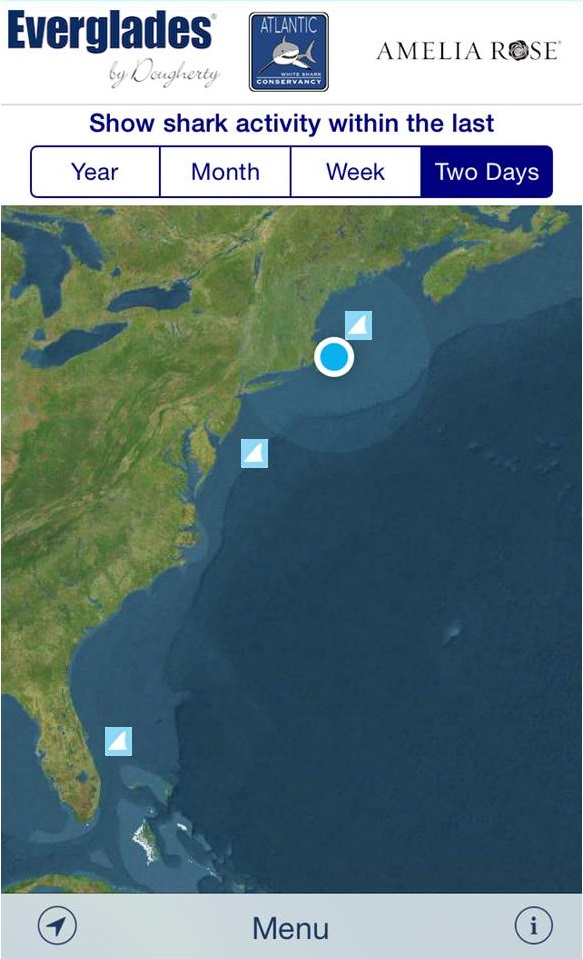 Everglades®
by Dougherty
ATLANTIC
WHITE SHARK
CONSERVANCY
AMELIA ROSE
Show shark activity within the last
Year Month Week Two Days
Menu
i